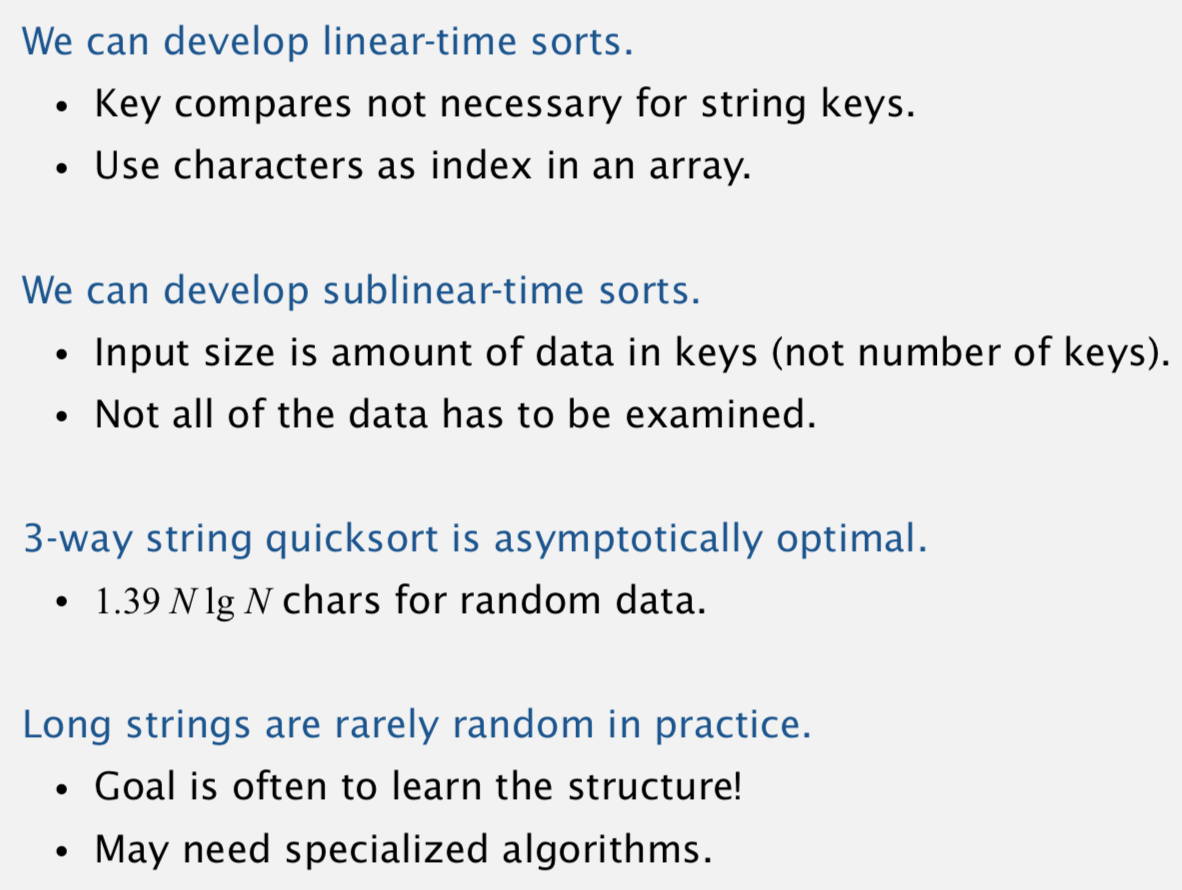 We can develop linear-time sorts.
• Key compares not necessary for string keys.
• Use characters as index in an array.
We can develop sublinear-time sorts.
• Input size is amount of data in keys (not number of keys).
• Not all of the data has to be examined.
3-way string quicksort is asymptotically optimal.
• 1.39 N lg N chars for random data.
Long strings are rarely random in practice.
• Goal is often to learn the structure!
• May need specialized algorithms.